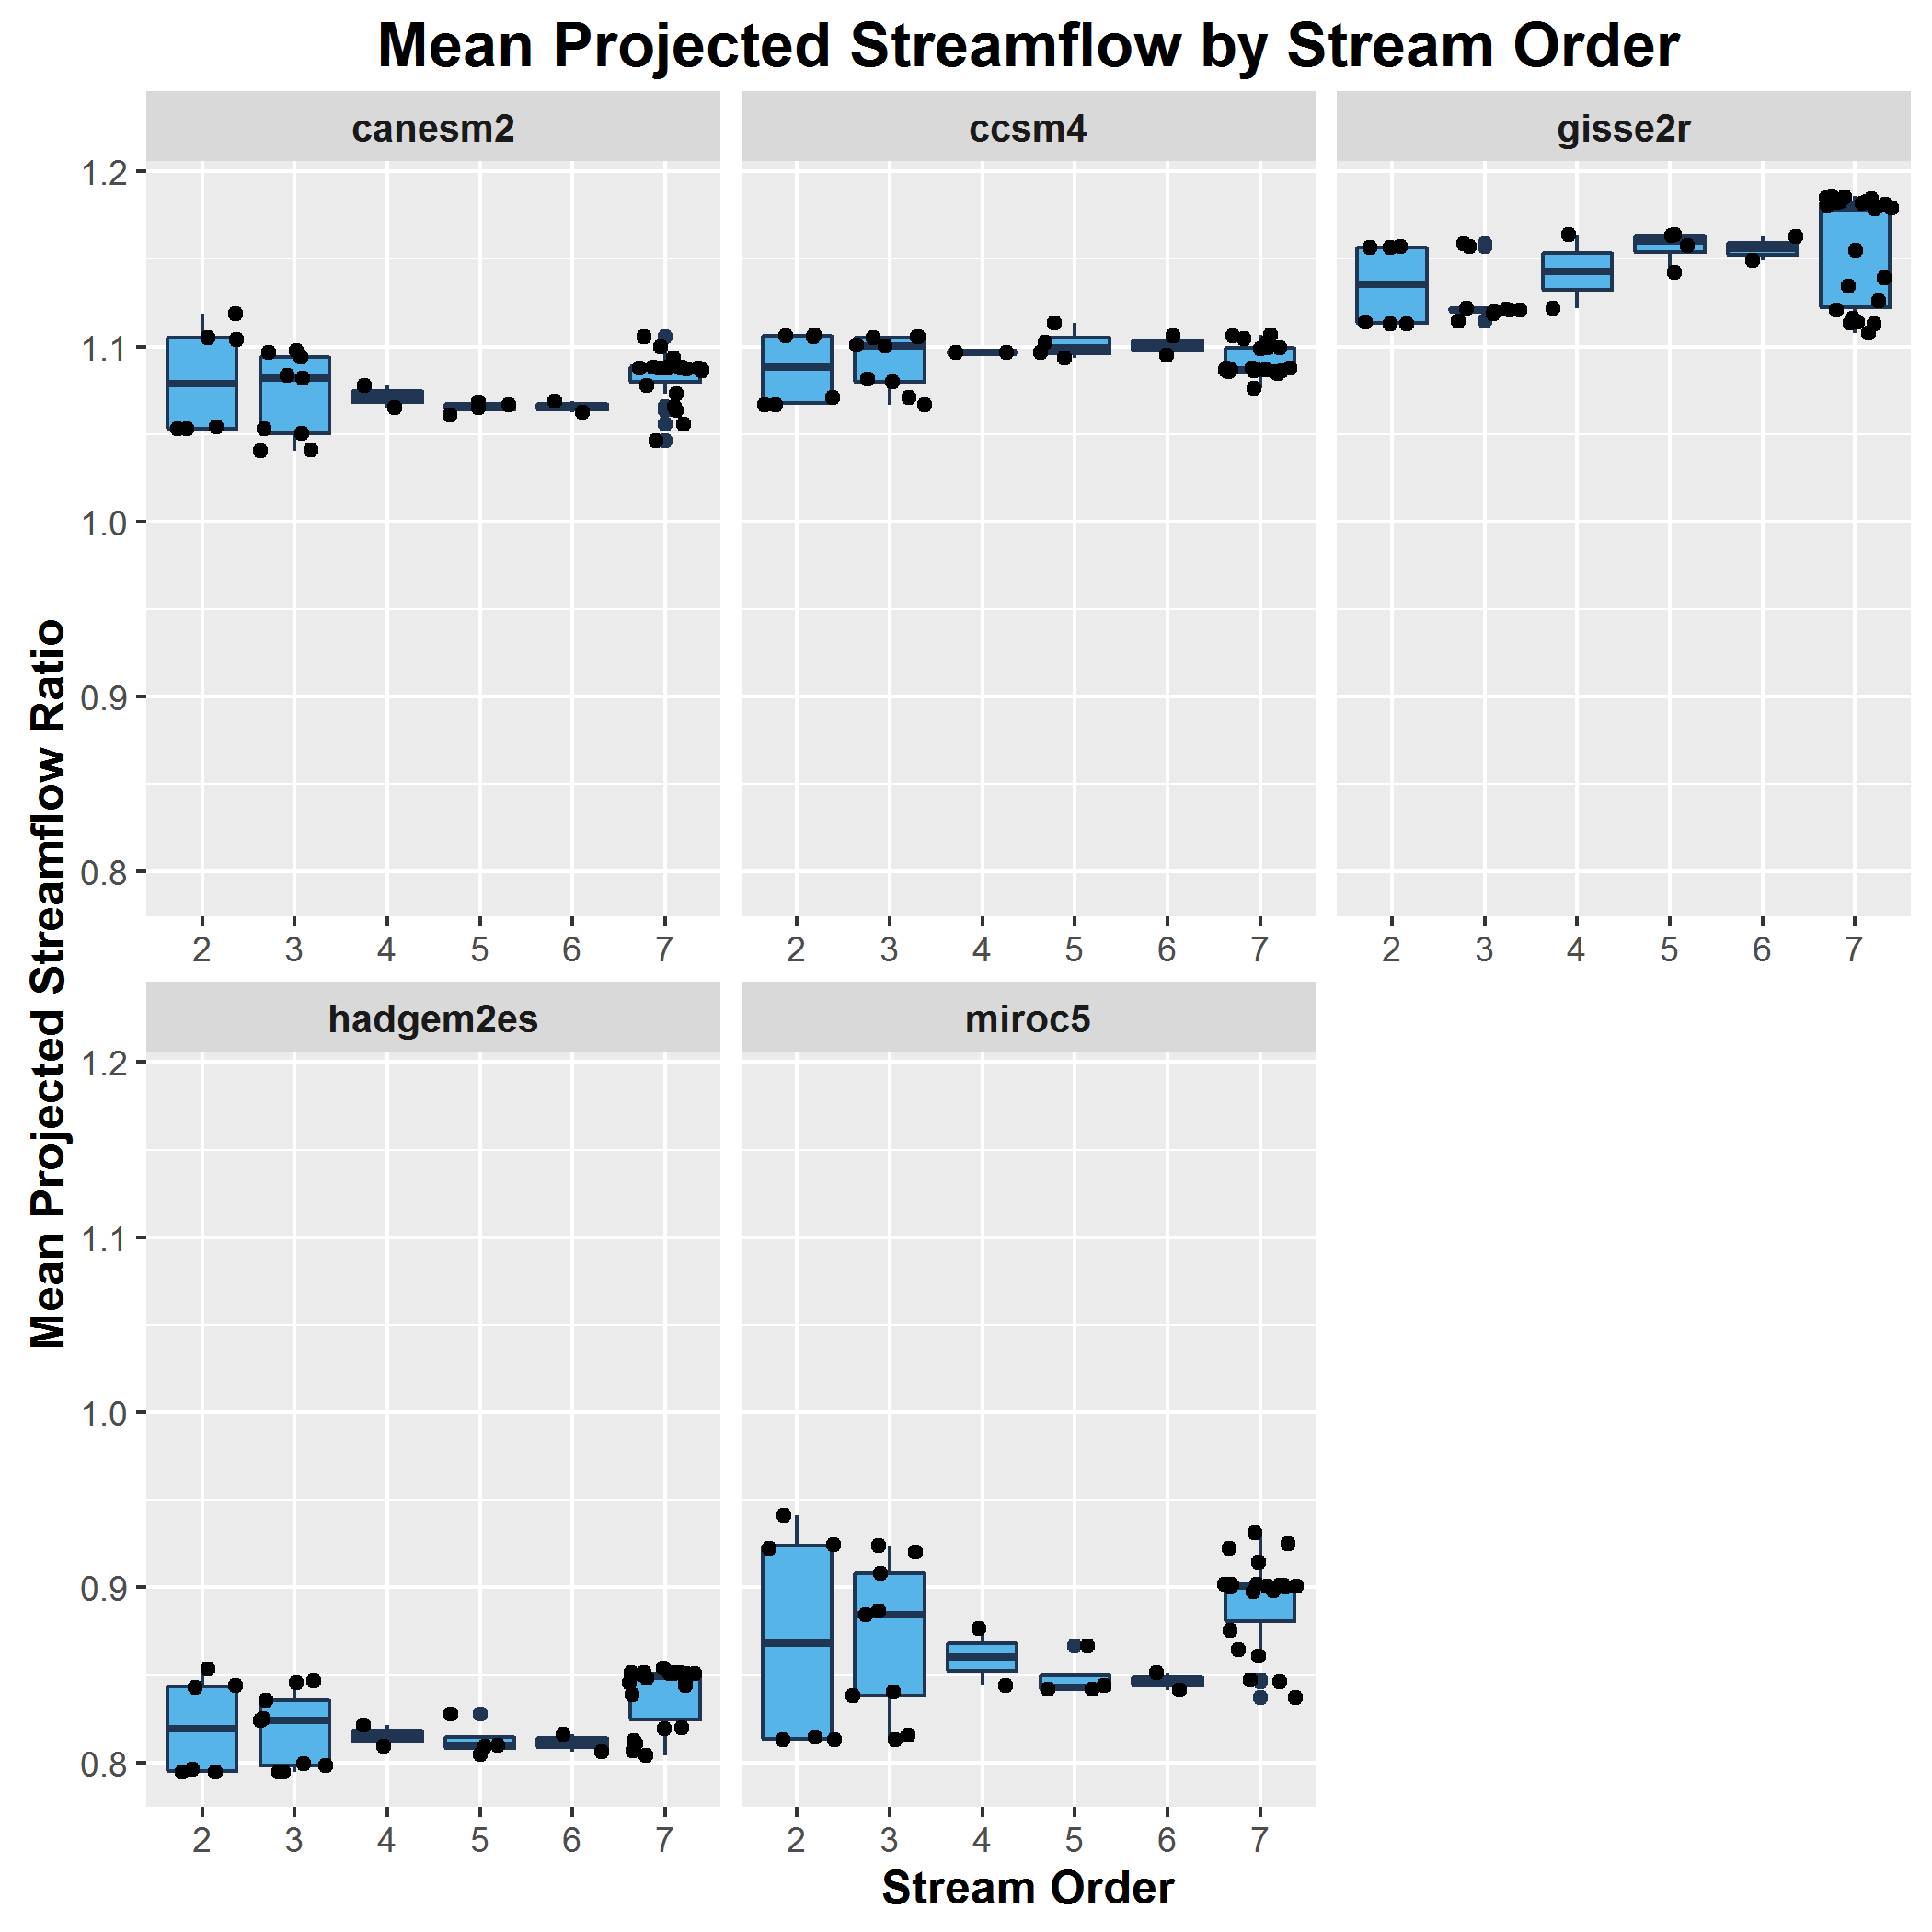 Mean Projected Streamflow by Stream Order
canesm2
ccsm4
gisse2r
1.2
1.1
1.0
0.9
0.8
2 3 4 5 6 7
2 3 4 5 6 7
2 3 4 5 6 7
Mean Projected Streamflow Ratio
hadgem2es
miroc5
1.2
1.1
1.0
0.9
0.8
2 3 4 5 6 7
2 3 4 5 6 7
Stream Order